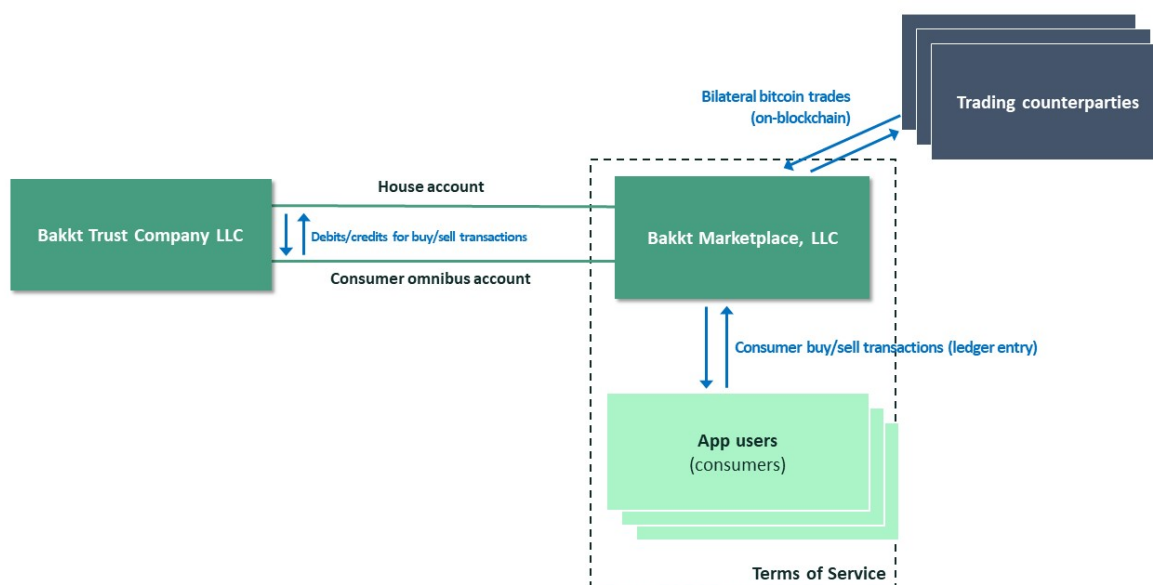 Bilateral bitcoin trades
(on-blockchain)
Trading counterparties
House account
Bakkt Trust Company LLC
Debits/credits for buy/sell transactions
Bakkt Marketplace, LLC
Consumer omnibus account
Consumer buy/sell transactions (ledger entry)
App users
(consumers)
Terms of Service